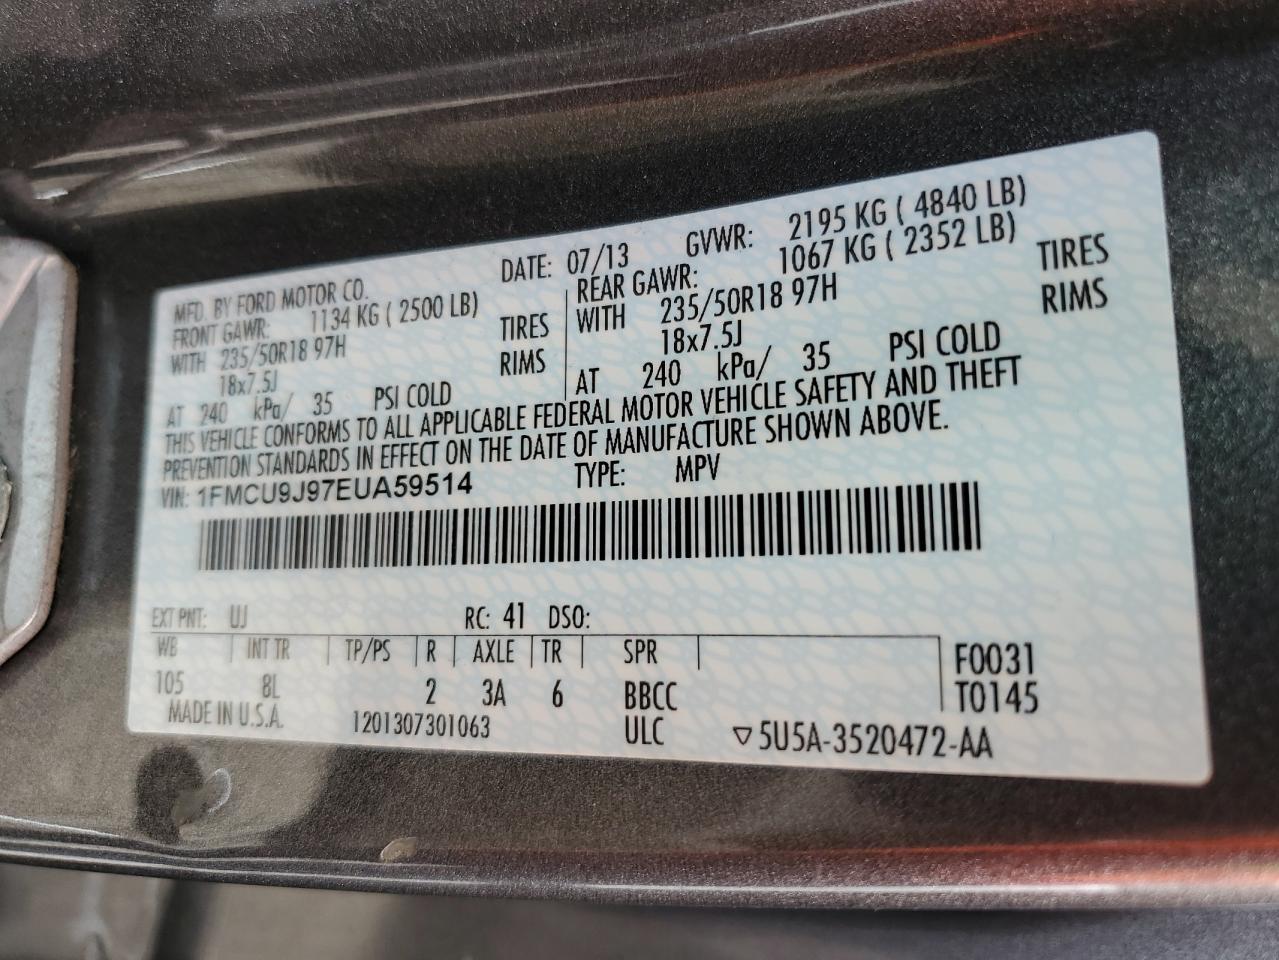 MFD. BY FORD MOTOR CO.
DATE: 07/13 GVWR: 2195 KG ( 4840 LB)
FRONT GAWR: 1134 KG ( 2500 LB)
WITH 235/50R18 97H TIRES
18x7.5J RIMS
AT 240 kPa/ 35 PSI COLD
REAR GAWR: 1067 KG ( 2352 LB)
WITH 235/50R18 97H TIRES
18x7.5J RIMS
AT 240 kPa/ 35 PSI COLD
THIS VEHICLE CONFORMS TO ALL APPLICABLE FEDERAL MOTOR VEHICLE SAFETY AND THEFT
PREVENTION STANDARDS IN EFFECT ON THE DATE OF MANUFACTURE SHOWN ABOVE.
VIN: 1FMCU9J97EUA59514 TYPE: MPV
EXT PNT: UJ RC: 41 DSO:
WB INT TR TP/PS R AXLE TR SPR F0031
105 8L 2 3A 6 BBCC T0145
MADE IN U.S.A. 1201307301063 ULC ▽5U5A-3520472-AA